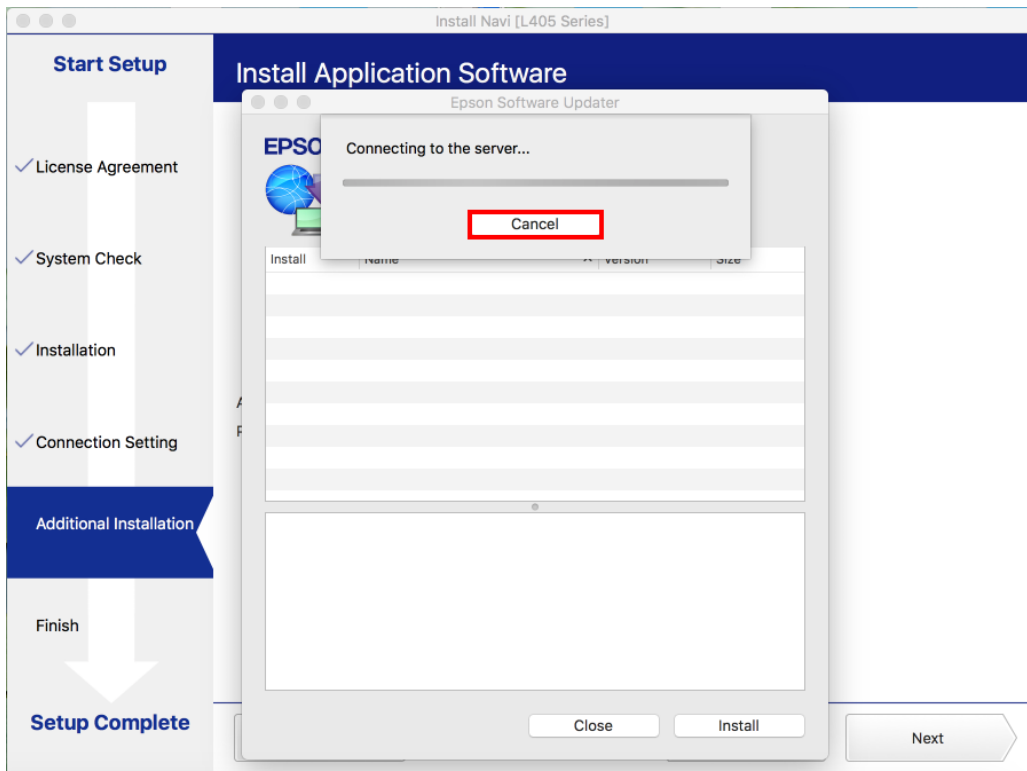 Install Navi [L405 Series]
Start Setup
License Agreement
System Check
Installation
Connection Setting
Additional Installation
Finish
Setup Complete
Install Application Software
Epson Software Updater
EPSO
Connecting to the server...
Cancel
Install Name Version Size
Close Install
Next